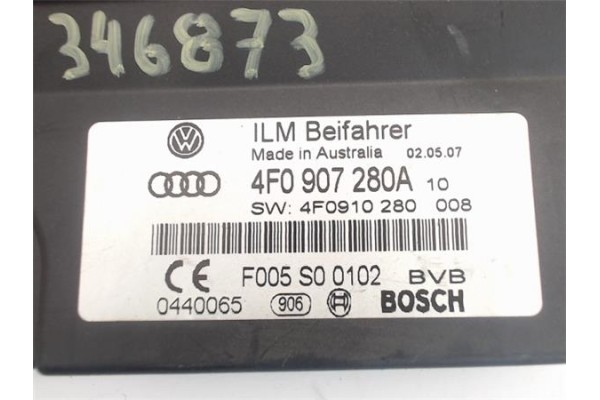 346873
ILM Beifahrer
Made in Australia 02.05.07
4F0 907 280A 10
SW: 4F0910 280 008
CE F005 S0 0102 BVB
0440065 906 BOSCH